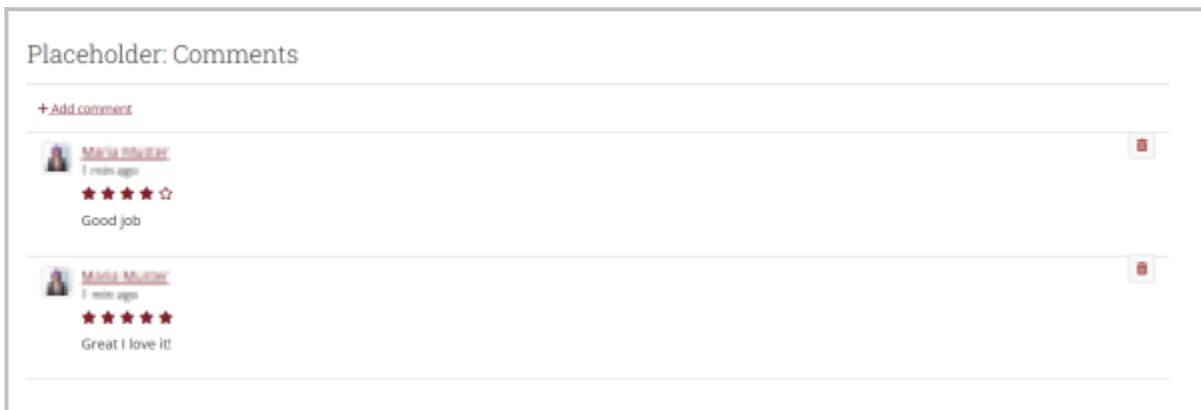 Placeholder: Comments
+ Add comment
Maria Muster
1 min ago
Good job
Maria Muster
1 min ago
Great I love it!